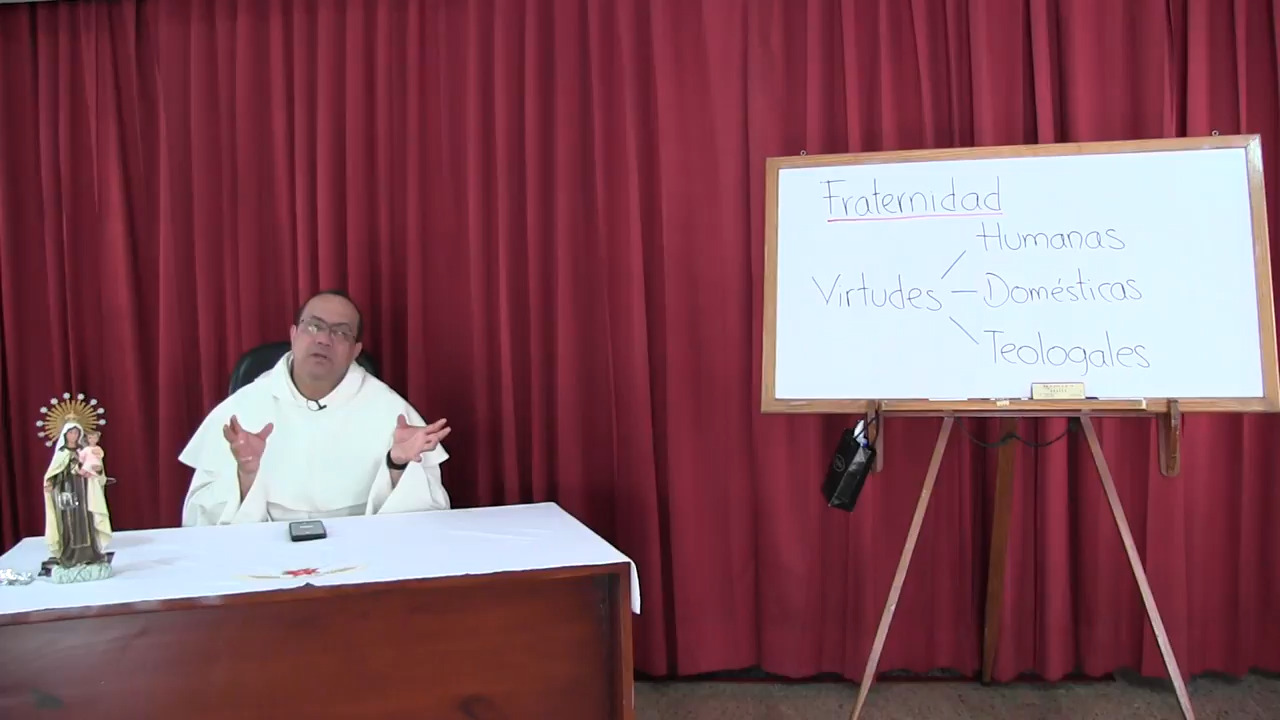 Fraternidad
Humanas
Virtudes — Domésticas
Teologales